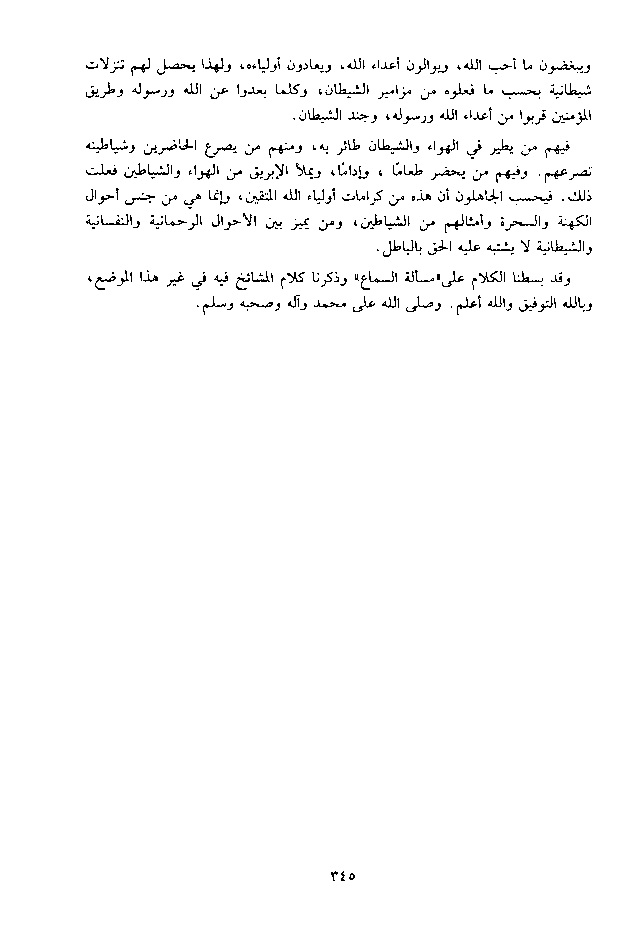 ويبغضون ما أحب الله، ويوالون أعداء الله، ويعادون أولياءه، ولهذا يحصل لهم تنزلات
شيطانية بحسب ما فعلوه من مزامير الشيطان، وكلما بعدوا عن الله ورسوله وطريق
المؤمنين قربوا من أعداء الله ورسوله، وجند الشيطان.
فيهم من يطير في الهواء والشيطان طائر به، ومنهم من يصرع الحاضرين وشياطينه
تصرعهم. وفيهم من يحضر طعامًا، وإدامًا، ويملأ الإبريق من الهواء والشياطين فعلت
ذلك. فيحسب الجاهلون أن هذه من كرامات أولياء الله المتقين، وإنما هي من جنس أحوال
الكهنة والسحرة وأمثالهم من الشياطين، ومن يميز بين الأحوال الرحمانية والنفسانية
والشيطانية لا يشتبه عليه الحق بالباطل.
وقد بسطنا الكلام على «مسألة السماع» وذكرنا كلام المشائخ فيه في غير هذا الموضع،
وبالله التوفيق والله أعلم. وصلى الله على محمد وآله وصحبه وسلم.
٣٤٥